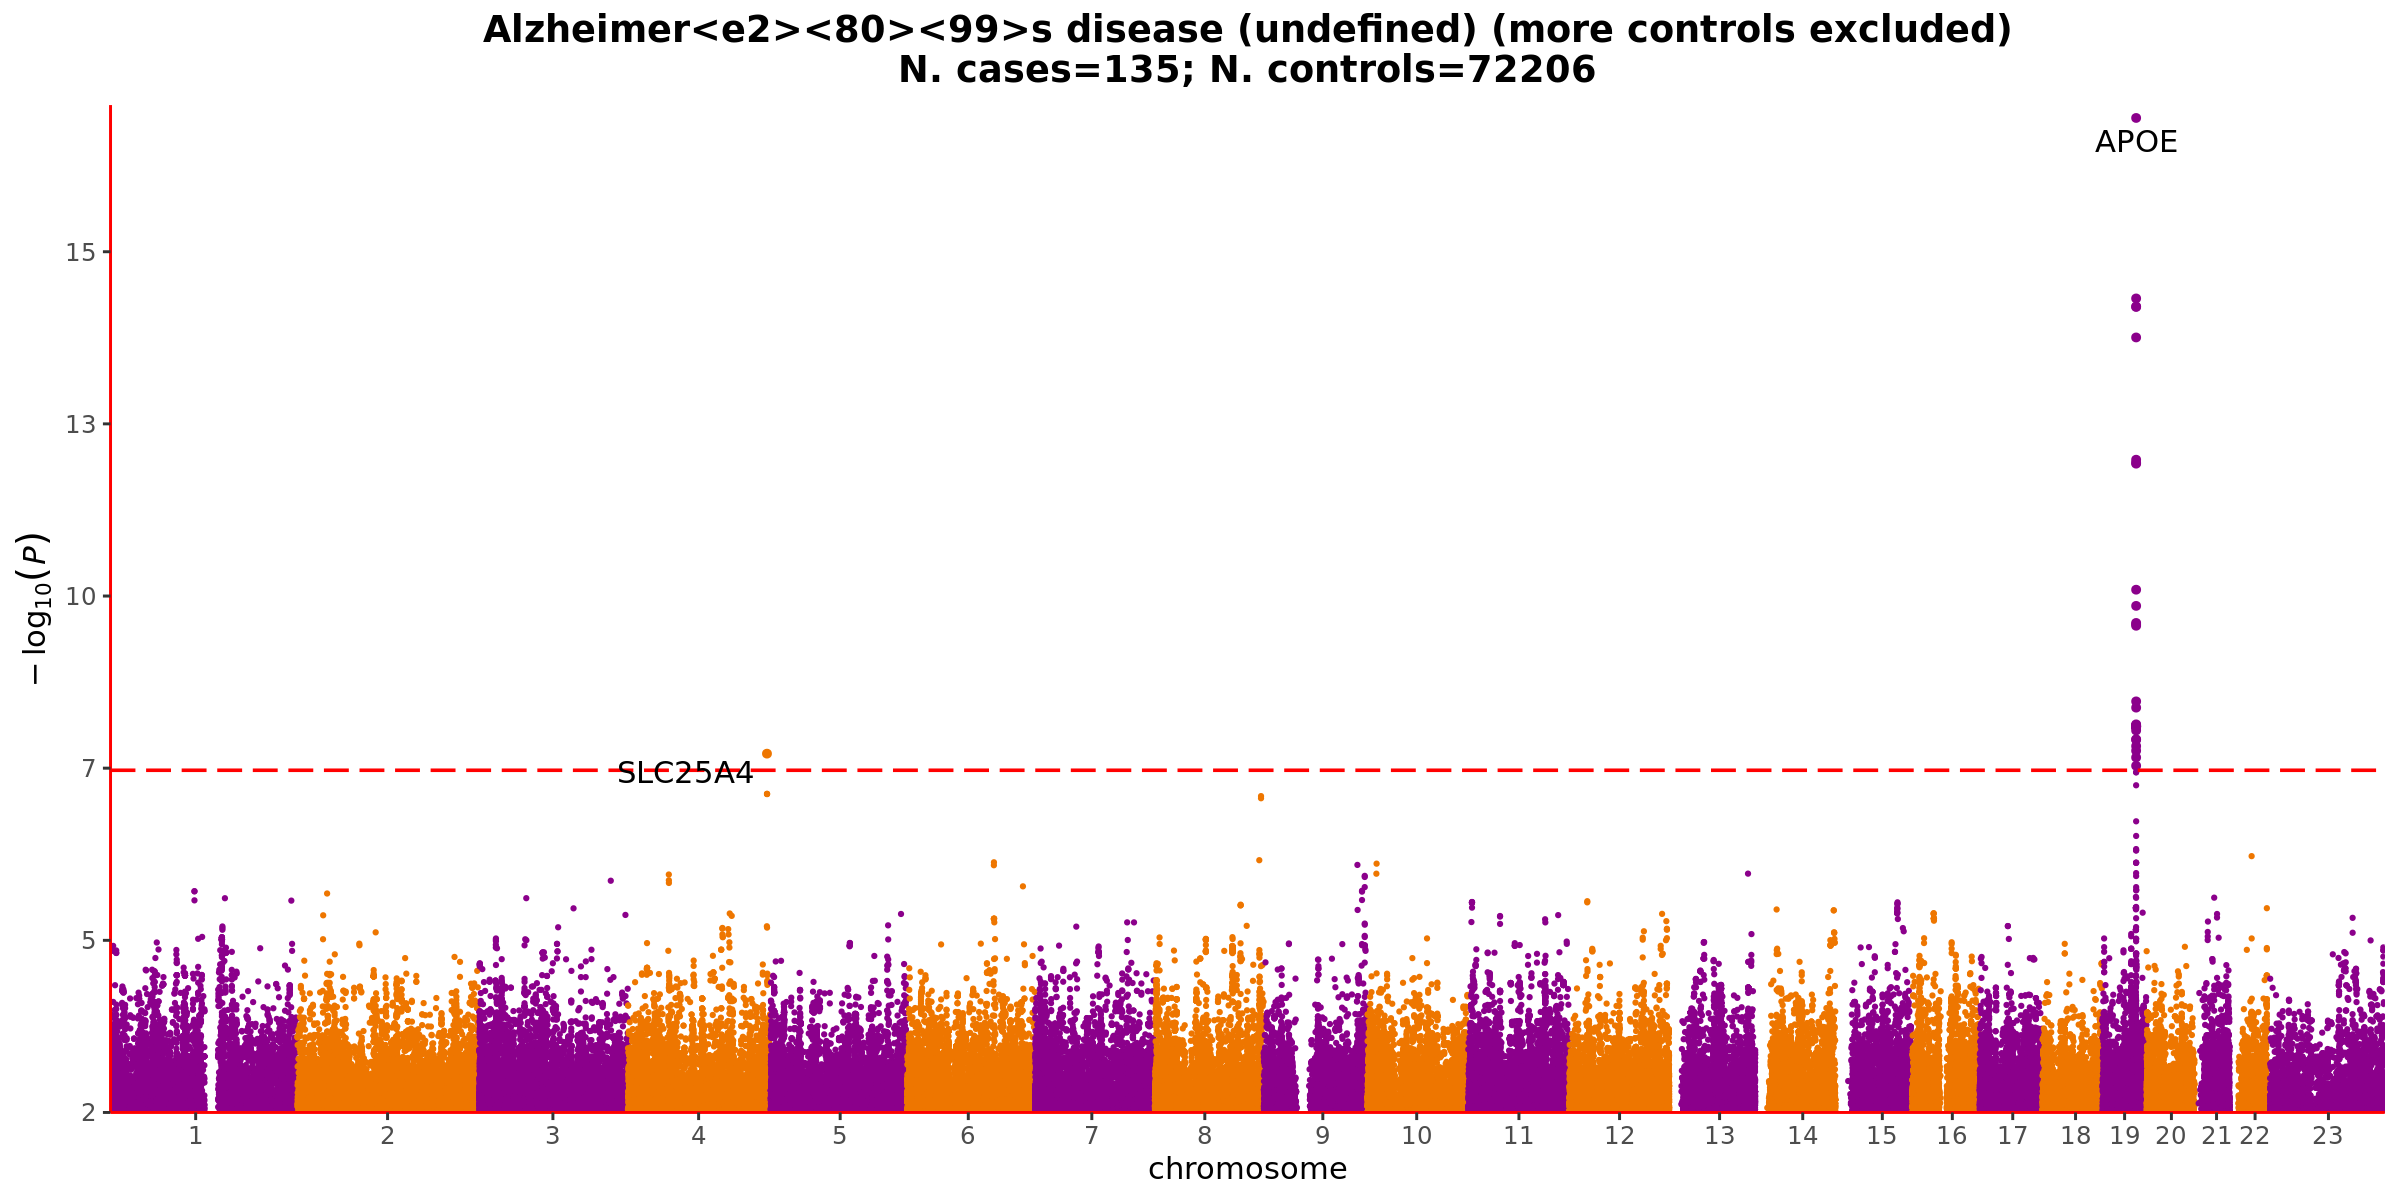 Alzheimer<e2><80><99>s disease (undefined) (more controls excluded)
N. cases=135; N. controls=72206
APOE
15
13
− log₁₀(P)
10
SLC25A4
7
5
2
1 2 3 4 5 6 7 8 9 10 11 12 13 14 15 16 17 18 19 20 21 22 23
chromosome